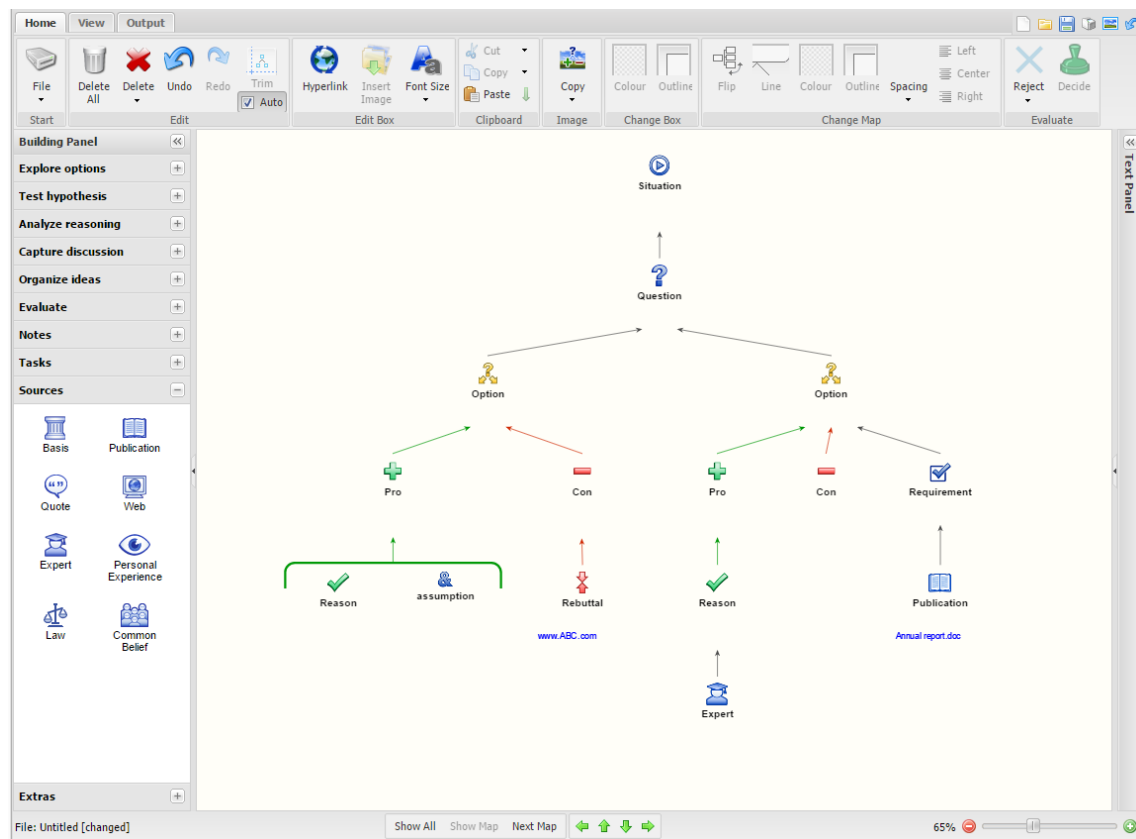 Home View Output
File
Delete All
Delete
Undo
Redo
Trim
Auto
Hyperlink
Insert Image
Font Size
Cut
Copy
Paste
Copy
Colour
Outline
Flip
Line
Colour
Outline
Spacing
Left
Center
Right
Reject
Decide
Start Edit Edit Box Clipboard Image Change Box Change Map Evaluate
Building Panel
Explore options
Test hypothesis
Analyze reasoning
Capture discussion
Organize ideas
Evaluate
Notes
Tasks
Sources
Basis Publication
Quote Web
Expert Personal Experience
Law Common Belief
Extras
Text Panel
Situation
Question
Option Option
Pro Con Pro Con Requirement
Reason assumption Rebuttal Reason Publication
www.ABC.com Annual report.doc
Expert
File: Untitled [changed] Show All Show Map Next Map 65%